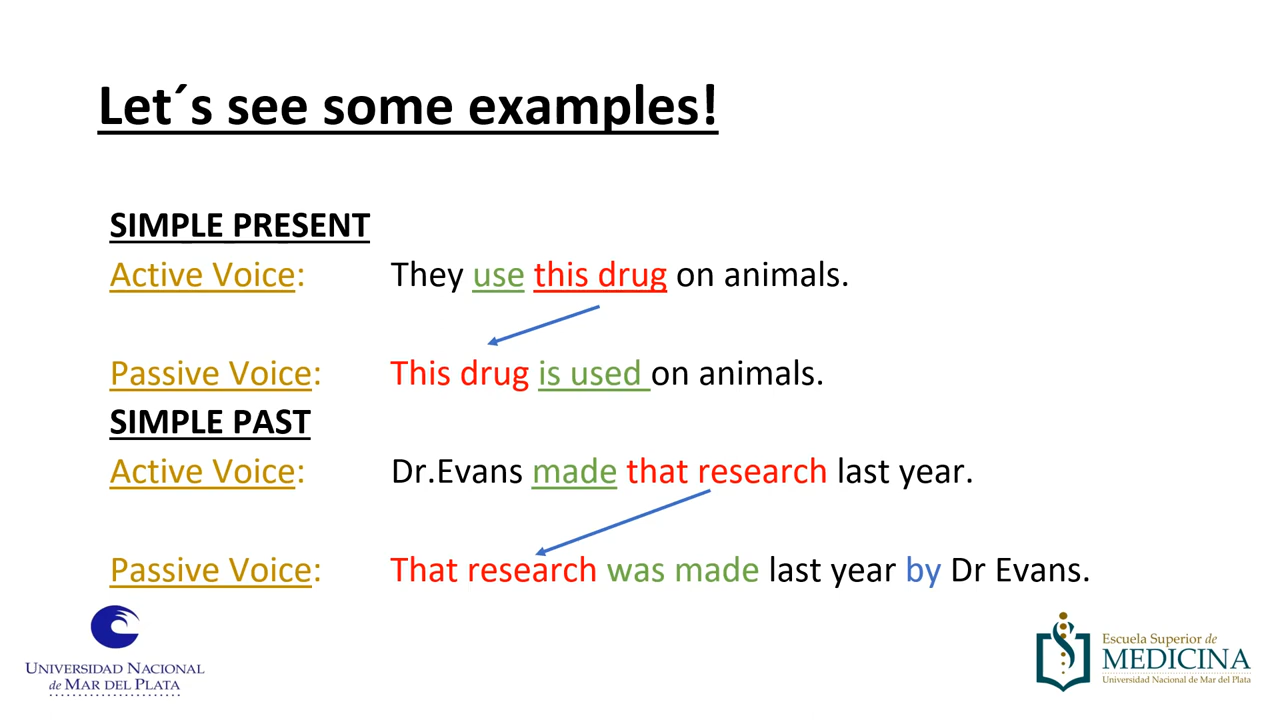 Let´s see some examples!
SIMPLE PRESENT
Active Voice: They use this drug on animals.
Passive Voice: This drug is used on animals.
SIMPLE PAST
Active Voice: Dr.Evans made that research last year.
Passive Voice: That research was made last year by Dr Evans.
UNIVERSIDAD NACIONAL
de MAR DEL PLATA
Escuela Superior de
MEDICINA
Universidad Nacional de Mar del Plata